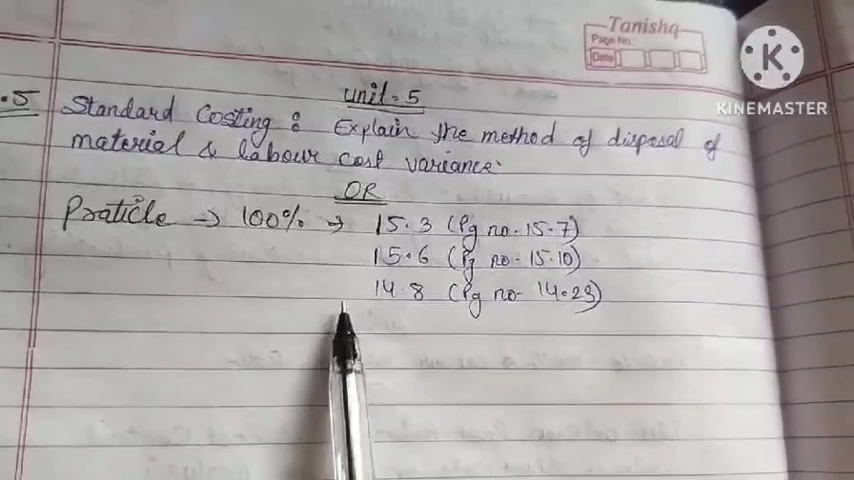 Tanishq
Page No.
Date
K
KINEMASTER
Unit = 5
.5 Standard Costing : Explain the method of disposal of
material & labour cost variance.
OR
Praticle → 100% → 15.3 (Pg no. 15.7)
15.6 (Pg no. 15.10)
14.8 (Pg no- 14.23)